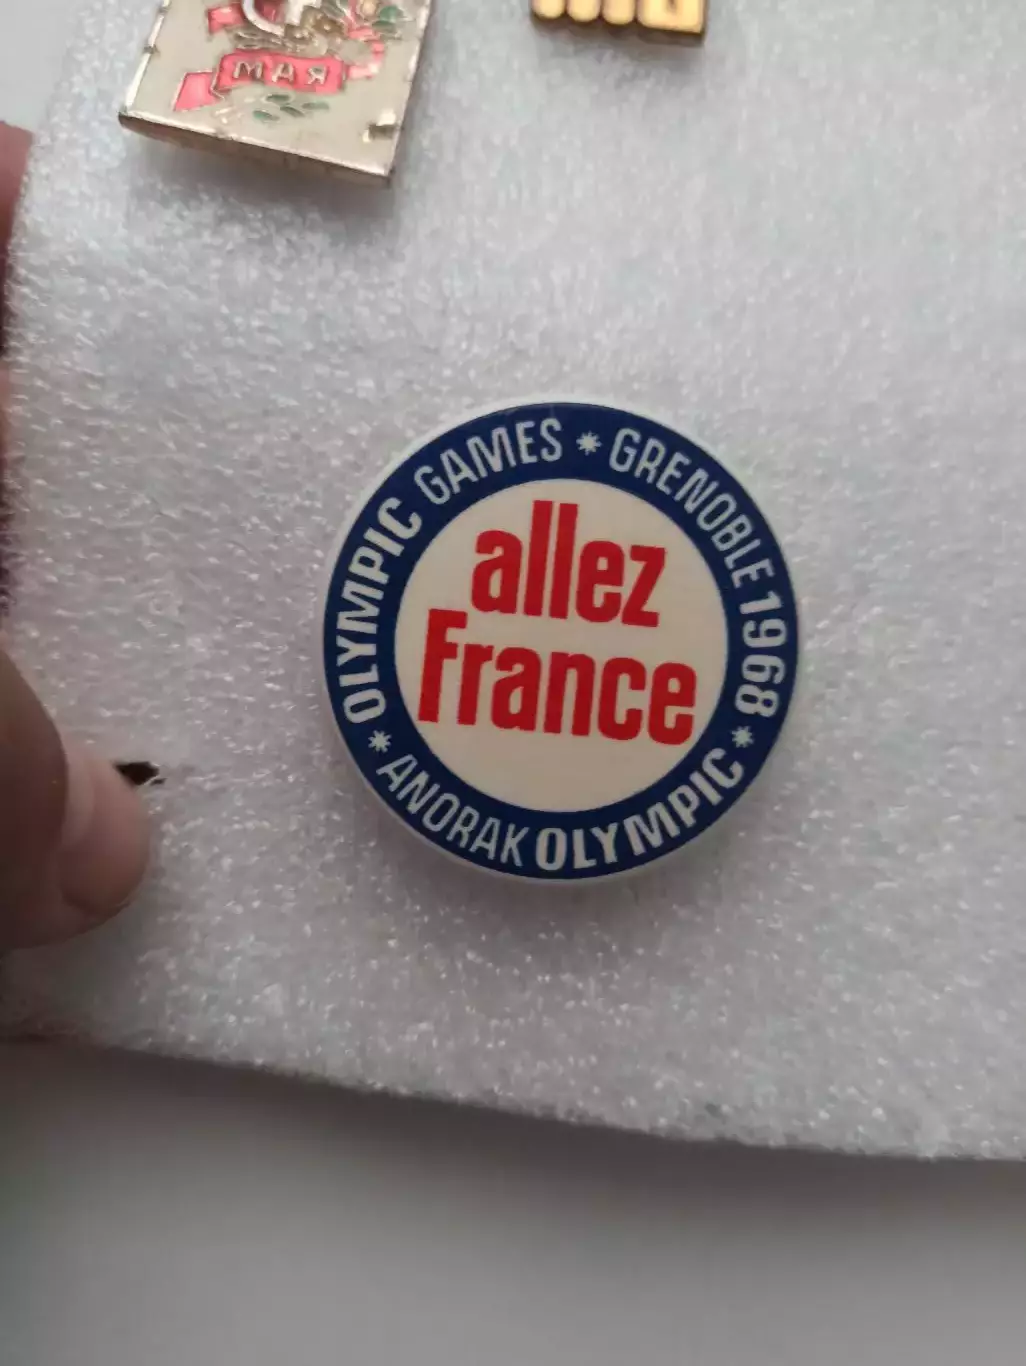 МАЯ
OLYMPIC GAMES * GRENOBLE 1968 *
allez
France
* ANORAK OLYMPIC